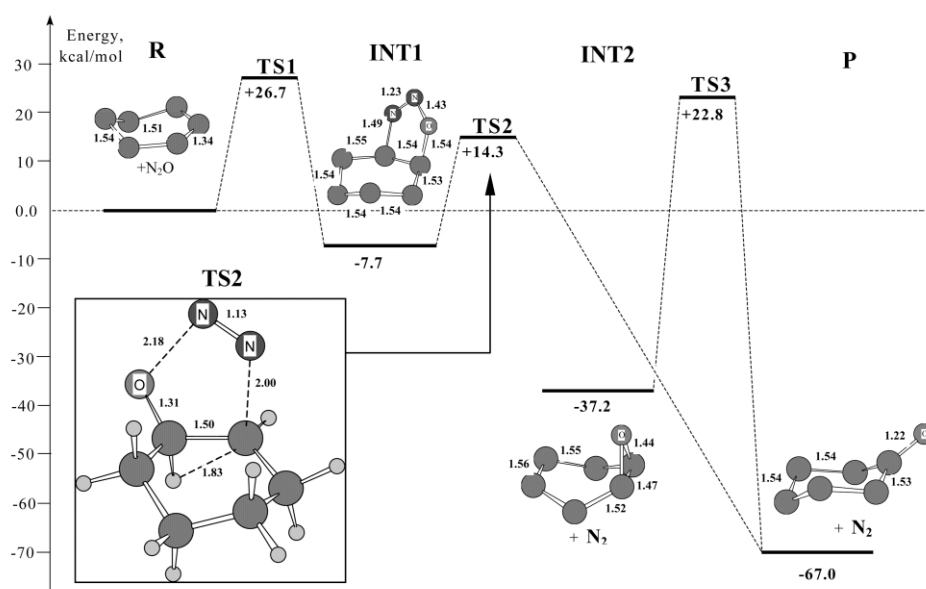 Energy,
kcal/mol
R
TS1
INT1
INT2
TS3
P
30
20
10
0.0
-10
-20
-30
-40
-50
-60
-70
+26.7
1.54
1.51
1.34
+N₂O
1.23
N
N
1.43
1.49
O
1.55
1.54
1.54
1.54
1.53
1.54
1.54
-7.7
TS2
+14.3
+22.8
TS2
N
1.13
N
2.18
O
2.00
1.31
1.50
1.83
-37.2
O
1.44
1.55
1.56
1.47
1.52
+ N₂
O
1.22
1.54
1.54
1.53
+ N₂
-67.0